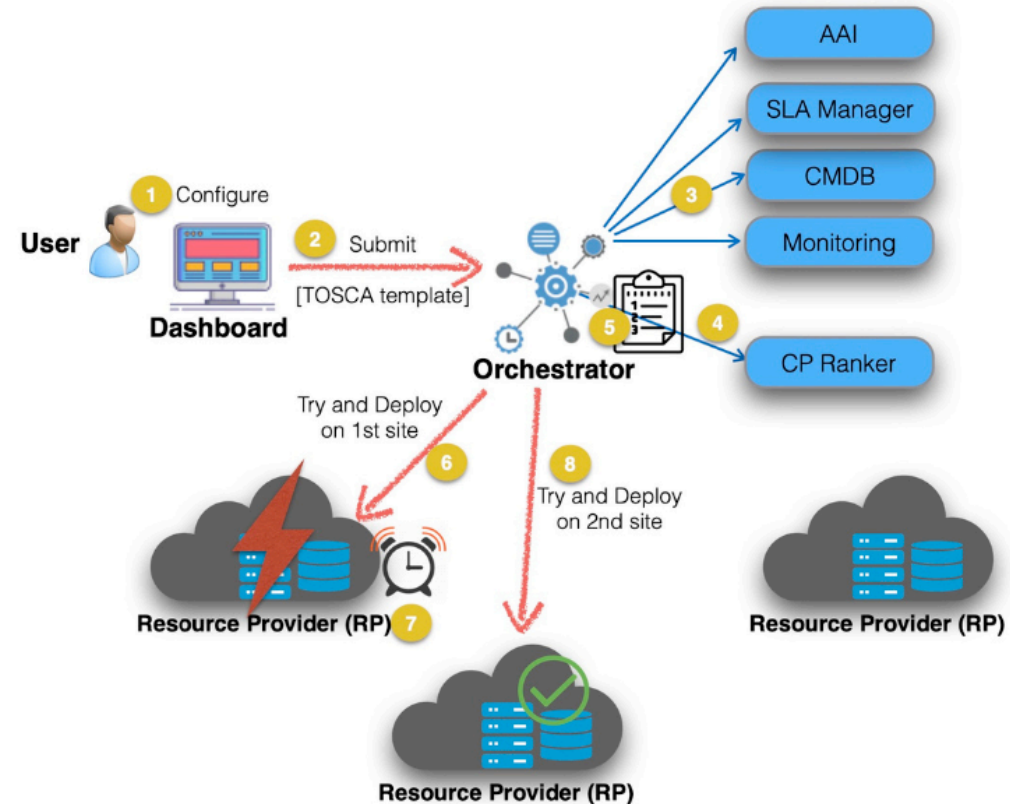 AAI
SLA Manager
CMDB
Monitoring
CP Ranker
1 Configure
User
Dashboard
2 Submit
[TOSCA template]
3
4
5
1
2
3
Orchestrator
Try and Deploy
on 1st site
6
8
Try and Deploy
on 2nd site
Resource Provider (RP) 7
Resource Provider (RP)
Resource Provider (RP)